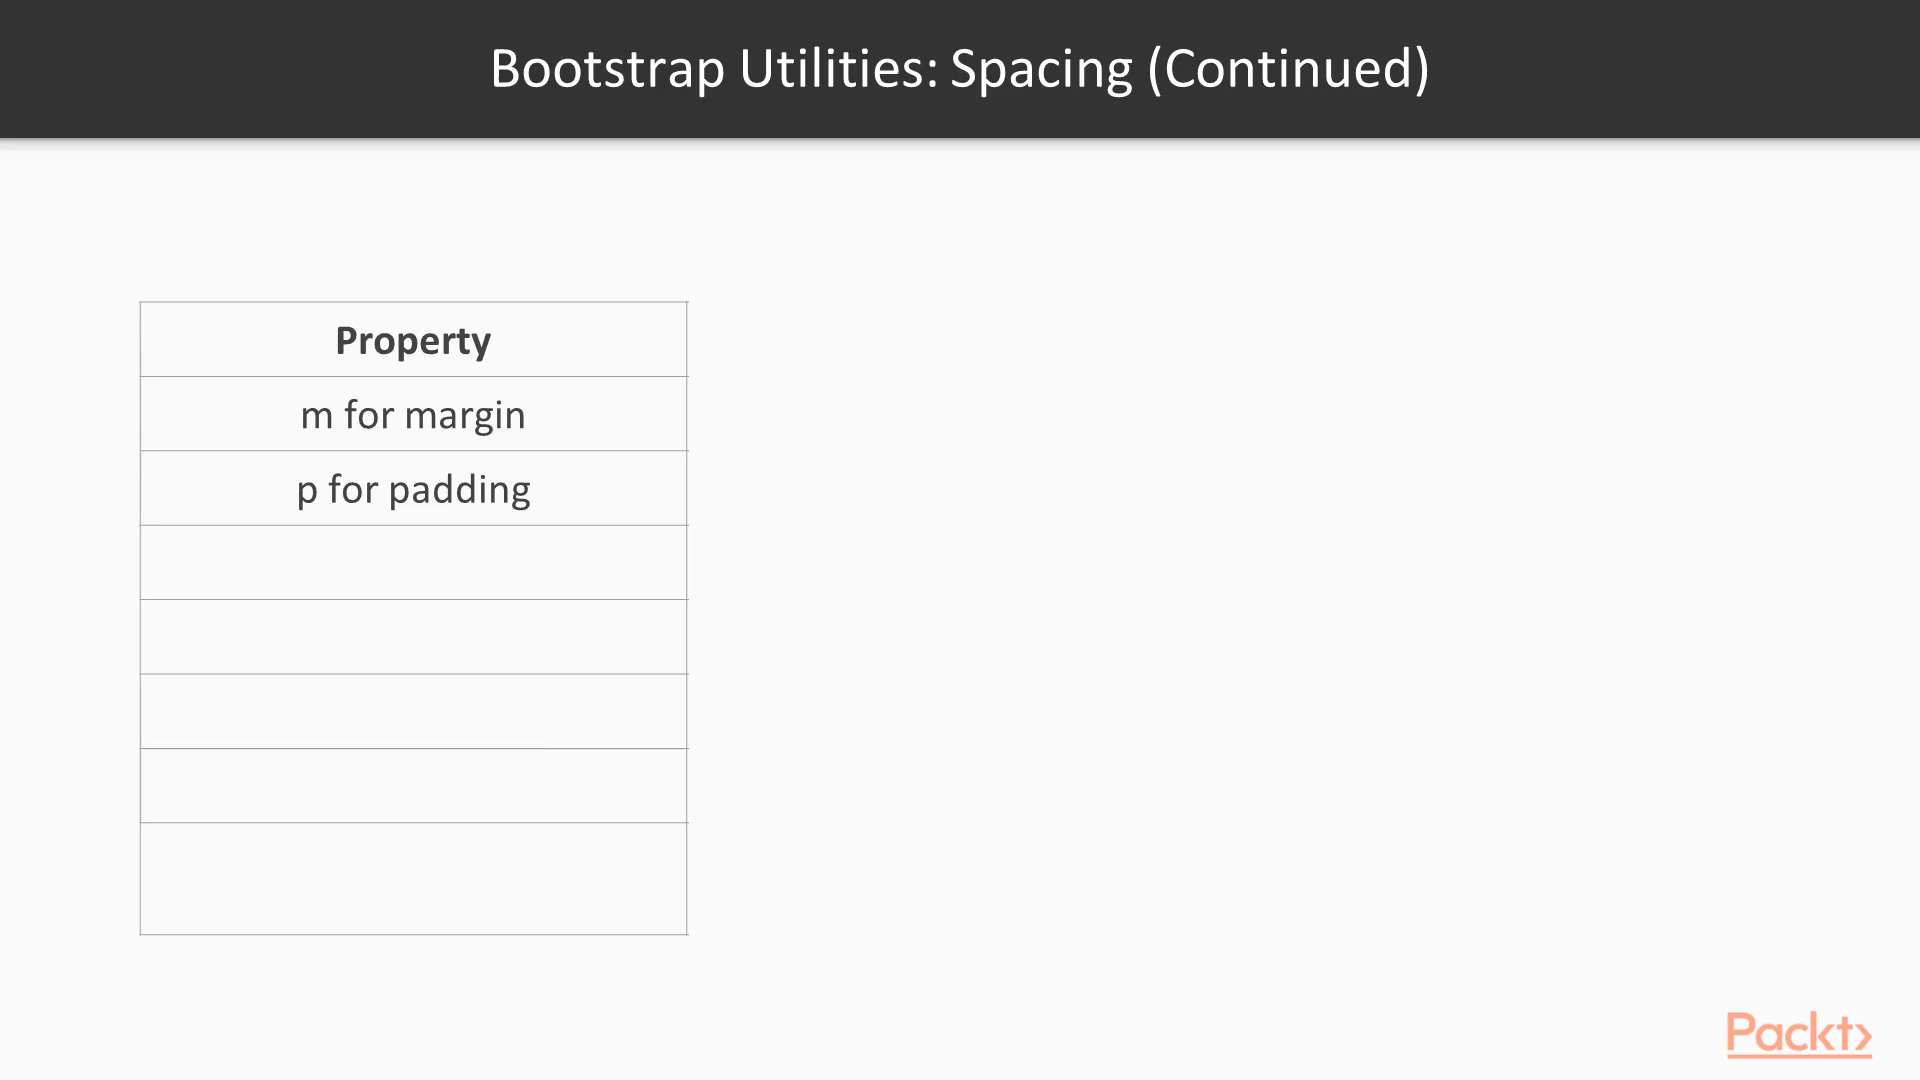 Bootstrap Utilities: Spacing (Continued)
Property
m for margin
p for padding
Packt>